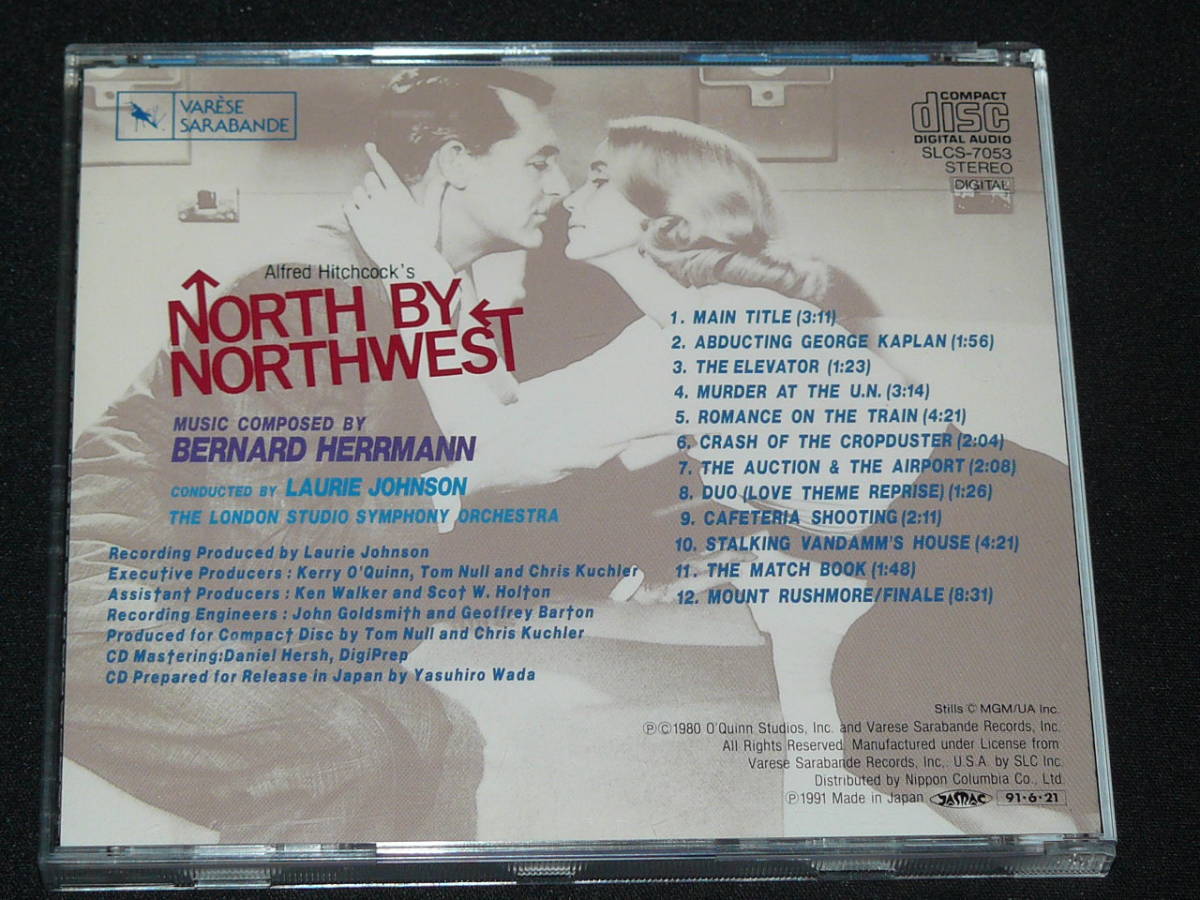 VARÈSE
SARABANDE
COMPACT
disc
DIGITAL AUDIO
SLCS-7053
STEREO
DIGITAL
Alfred Hitchcock's
NORTH BY
NORTHWEST
MUSIC COMPOSED BY
BERNARD HERRMANN
CONDUCTED BY LAURIE JOHNSON
THE LONDON STUDIO SYMPHONY ORCHESTRA
Recording Produced by Laurie Johnson
Executive Producers : Kerry O'Quinn, Tom Null and Chris Kuchler
Assistant Producers : Ken Walker and Scot W. Holton
Recording Engineers : John Goldsmith and Geoffrey Barton
Produced for Compact Disc by Tom Null and Chris Kuchler
CD Mastering:Daniel Hersh, DigiPrep
CD Prepared for Release in Japan by Yasuhiro Wada
1. MAIN TITLE (3:11)
2. ABDUCTING GEORGE KAPLAN (1:56)
3. THE ELEVATOR (1:23)
4. MURDER AT THE U.N. (3:14)
5. ROMANCE ON THE TRAIN (4:21)
6. CRASH OF THE CROPDUSTER (2:04)
7. THE AUCTION & THE AIRPORT (2:08)
8. DUO (LOVE THEME REPRISE) (1:26)
9. CAFETERIA SHOOTING (2:11)
10. STALKING VANDAMM'S HOUSE (4:21)
11. THE MATCH BOOK (1:48)
12. MOUNT RUSHMORE/FINALE (8:31)
Stills © MGM/UA Inc.
Ⓟ©1980 O'Quinn Studios, Inc. and Varese Sarabande Records, Inc.
All Rights Reserved. Manufactured under License from
Varese Sarabande Records, Inc., U.S.A. by SLC Inc.
Distributed by Nippon Columbia Co., Ltd.
Ⓟ1991 Made in Japan JASRAC 91·6·21